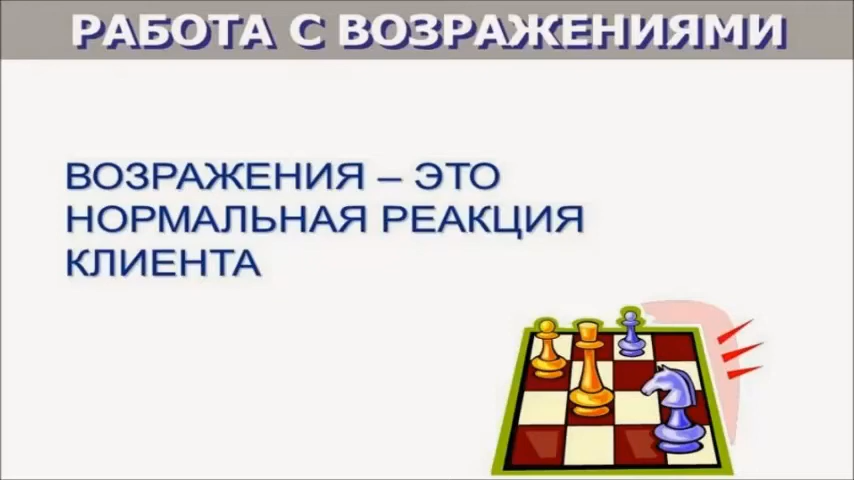 РАБОТА С ВОЗРАЖЕНИЯМИ
ВОЗРАЖЕНИЯ – ЭТО
НОРМАЛЬНАЯ РЕАКЦИЯ
КЛИЕНТА